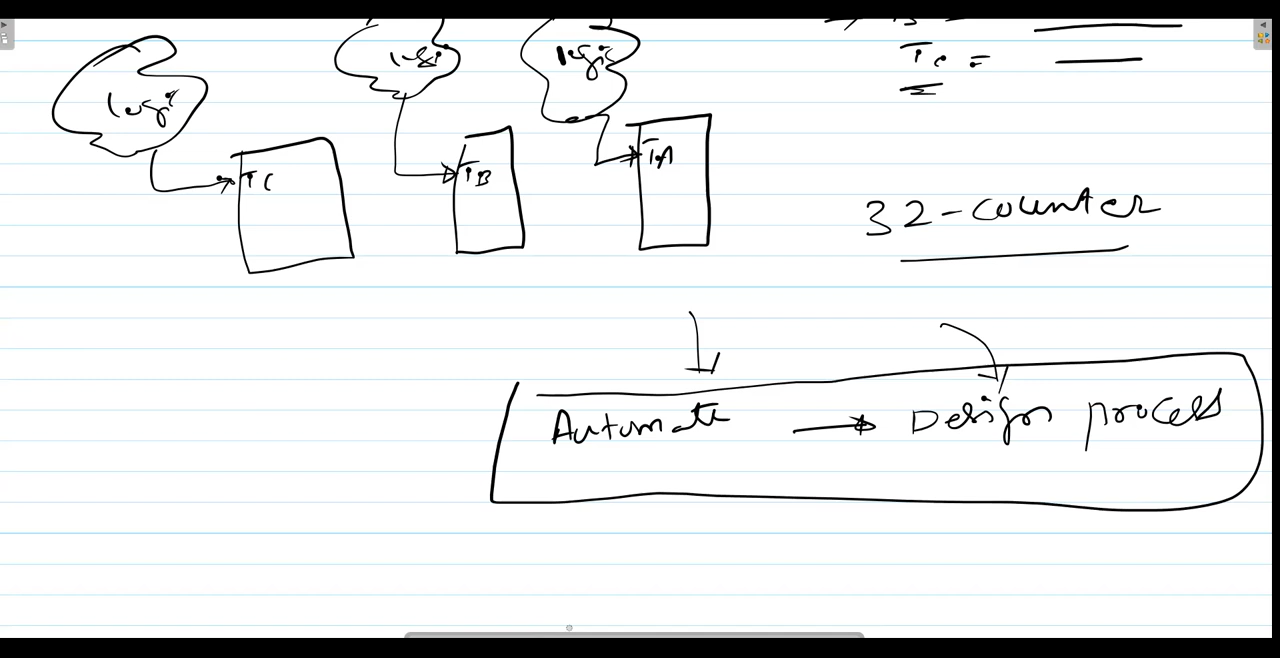 logic
logic
logic
Tc =
TC
TB
TA
32-counter
Automate → Design process